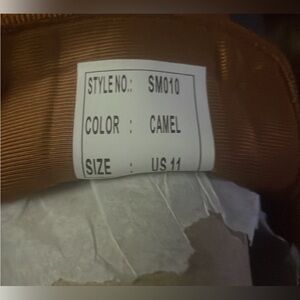 STYLE NO.: SM010
COLOR : CAMEL
SIZE : US 11